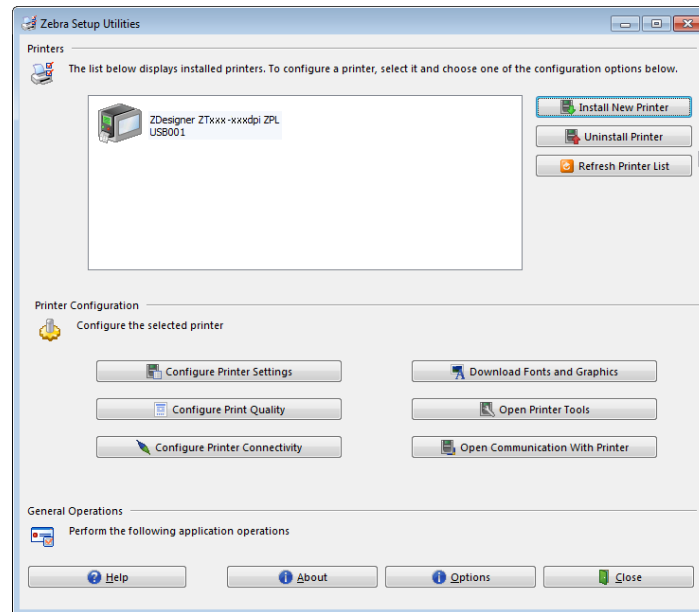 Zebra Setup Utilities
Printers
The list below displays installed printers. To configure a printer, select it and choose one of the configuration options below.
ZDesigner ZTxxx-xxxdpi ZPL
USB001
Install New Printer
Uninstall Printer
Refresh Printer List
Printer Configuration
Configure the selected printer
Configure Printer Settings
Download Fonts and Graphics
Configure Print Quality
Open Printer Tools
Configure Printer Connectivity
Open Communication With Printer
General Operations
Perform the following application operations
Help
About
Options
Close